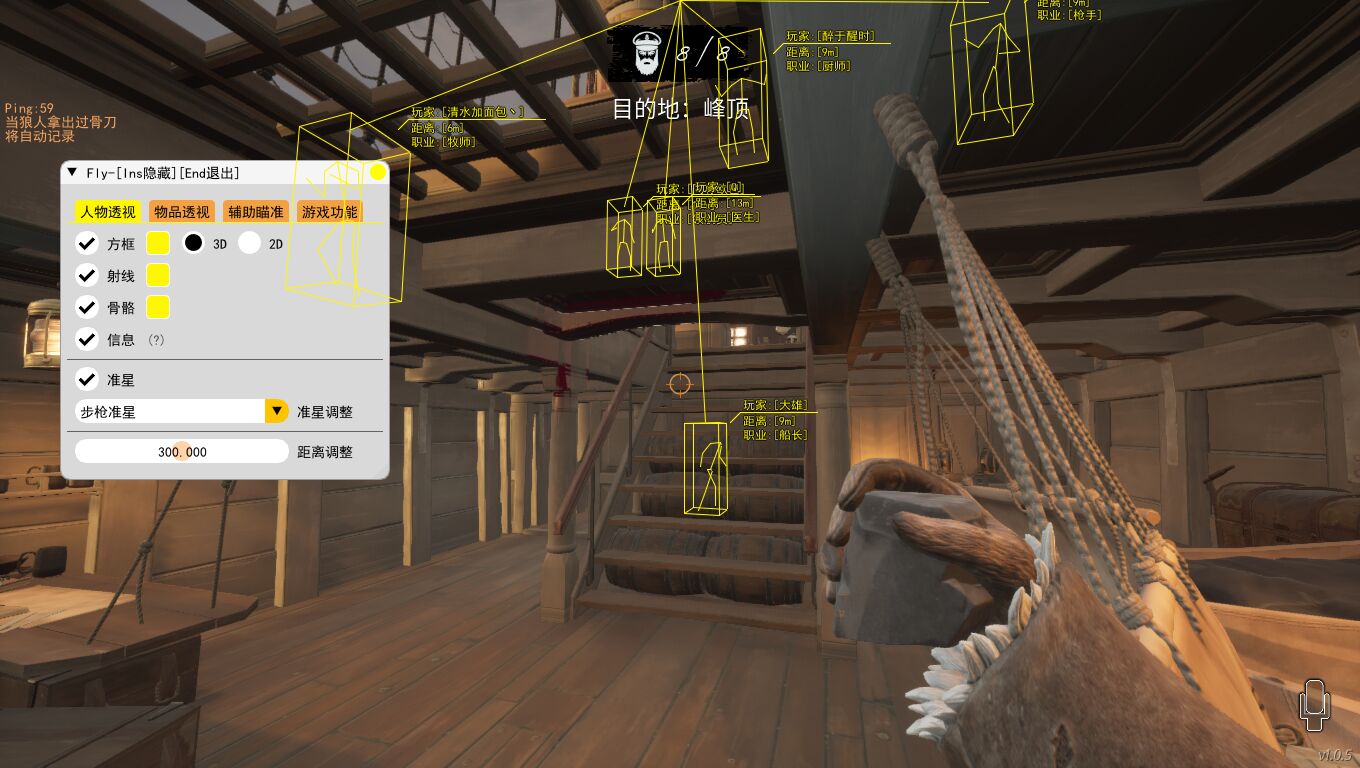 距离:[9m]
职业:[枪手]
玩家:[醉于醒时]
距离:[9m]
职业:[厨师]
8/8
目的地: 峰顶
Ping:59
当狼人拿出过骨刀
将自动记录
玩家:[清水加面包丶]
距离:[6m]
职业:[牧师]
Fly-[Ins隐藏][End退出]
人物透视 物品透视 辅助瞄准 游戏功能
方框 3D 2D
射线
骨骼
信息 (?)
准星
步枪准星 准星调整
300.000 距离调整
玩家:
距离:[13m]
职业:[医生]
玩家:[大雄]
距离:[9m]
职业:[船长]
v1.0.5